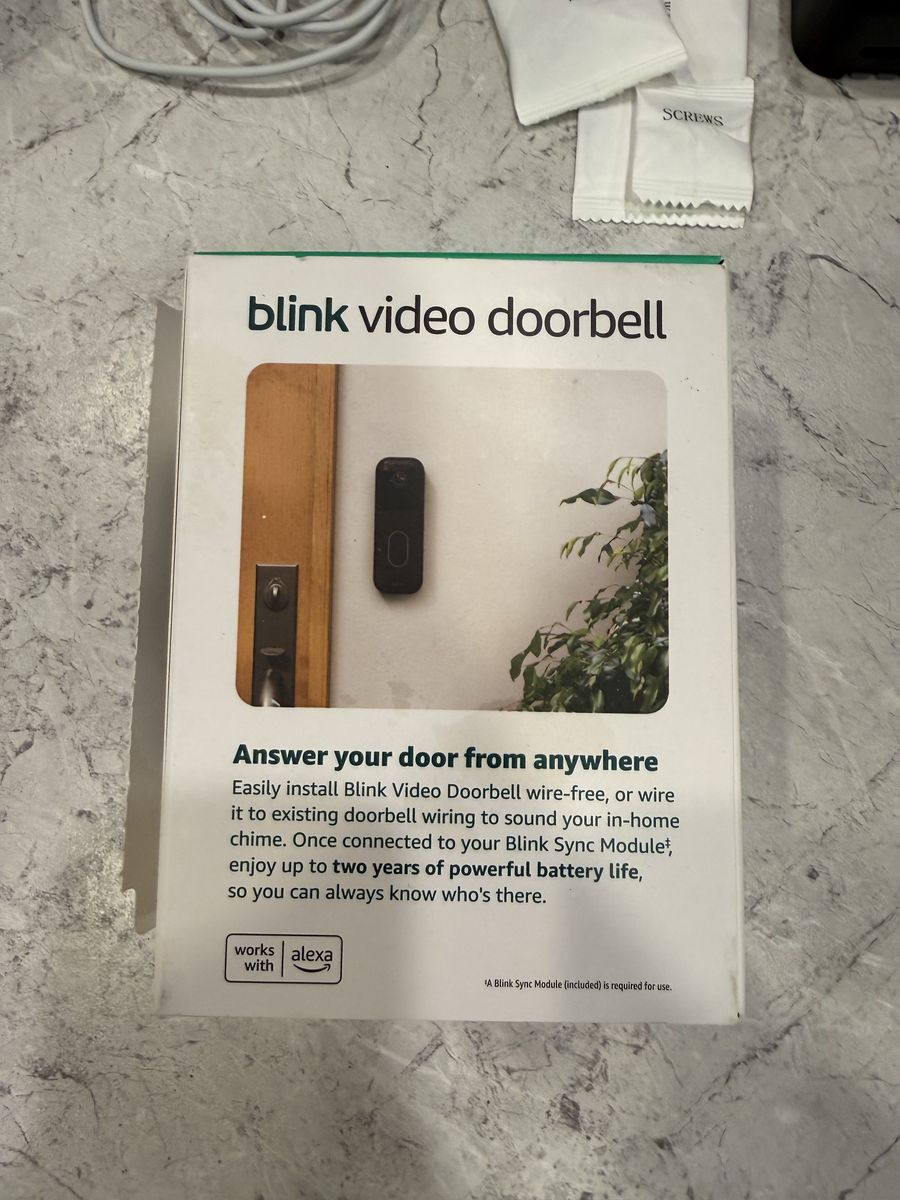 SCREWS
blink video doorbell
Answer your door from anywhere
Easily install Blink Video Doorbell wire-free, or wire
it to existing doorbell wiring to sound your in-home
chime. Once connected to your Blink Sync Module‡,
enjoy up to two years of powerful battery life,
so you can always know who's there.
works
with
alexa
‡A Blink Sync Module (included) is required for use.